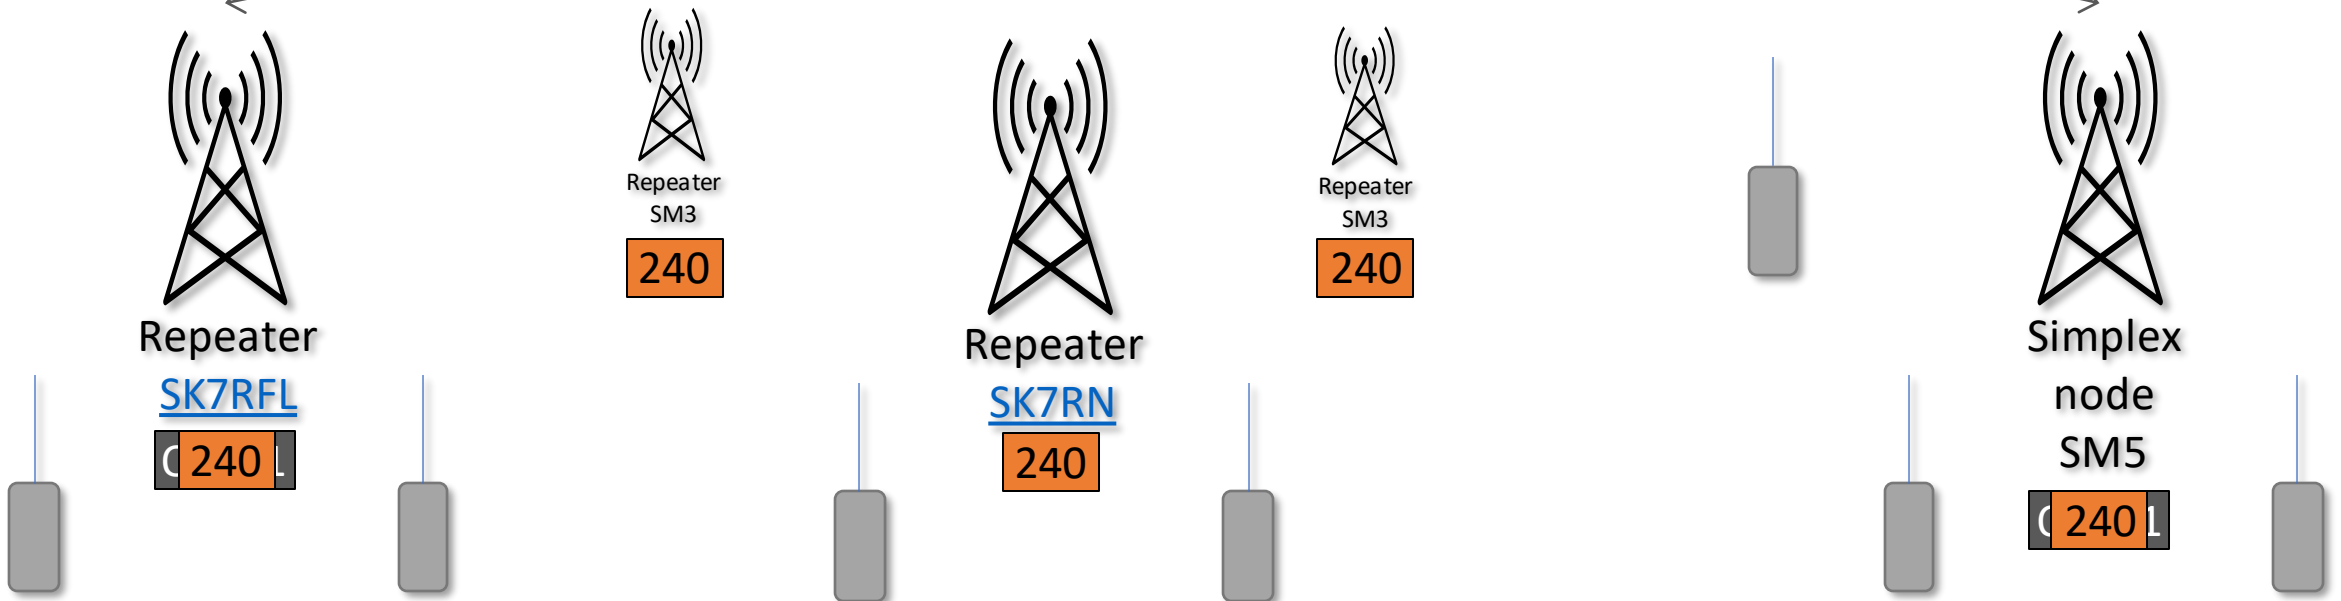 Repeater
SK7RFL
240
Repeater
SM3
240
Repeater
SK7RN
240
Repeater
SM3
240
Simplex
node
SM5
240